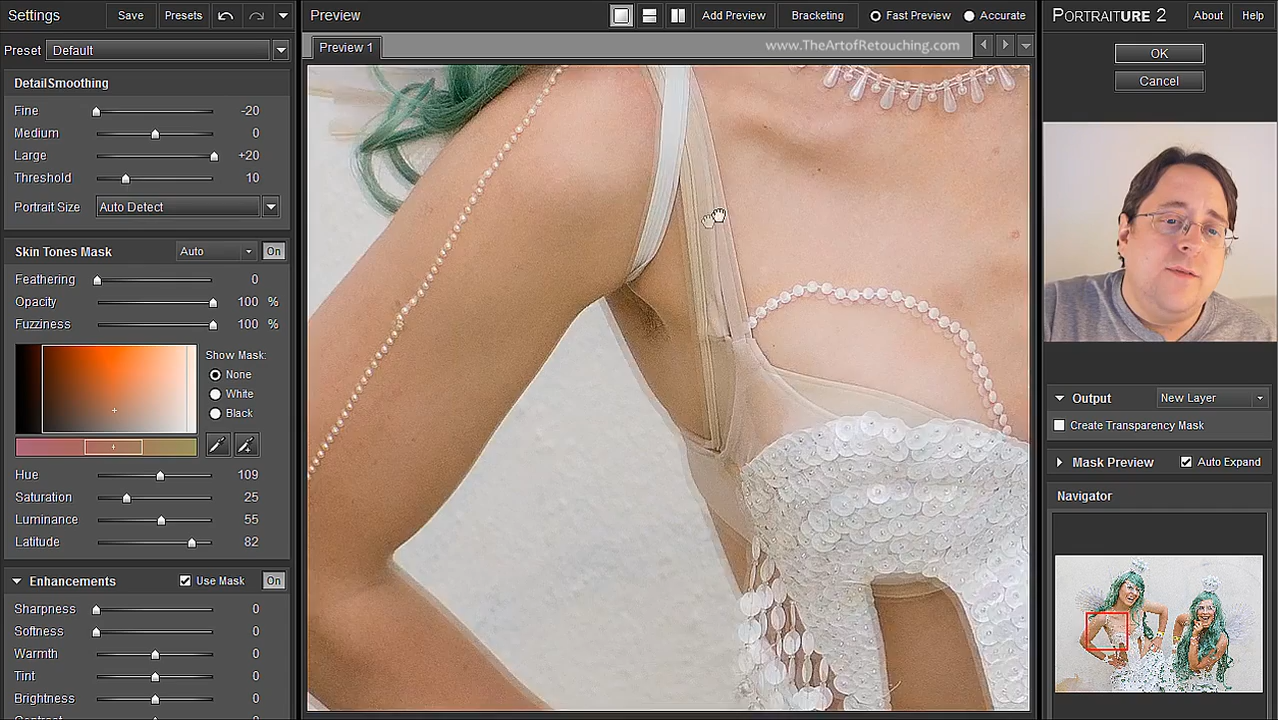 Settings
Save
Presets
Preset
Default
DetailSmoothing
Fine -20
Medium 0
Large +20
Threshold 10
Portrait Size Auto Detect
Skin Tones Mask Auto On
Feathering 0
Opacity 100 %
Fuzziness 100 %
Show Mask:
None
White
Black
Hue 109
Saturation 25
Luminance 55
Latitude 82
Enhancements Use Mask On
Sharpness 0
Softness 0
Warmth 0
Tint 0
Brightness 0
Preview
Add Preview
Bracketing
Fast Preview
Accurate
Preview 1
www.TheArtofRetouching.com
PORTRAITURE 2
About
Help
OK
Cancel
Output New Layer
Create Transparency Mask
Mask Preview Auto Expand
Navigator